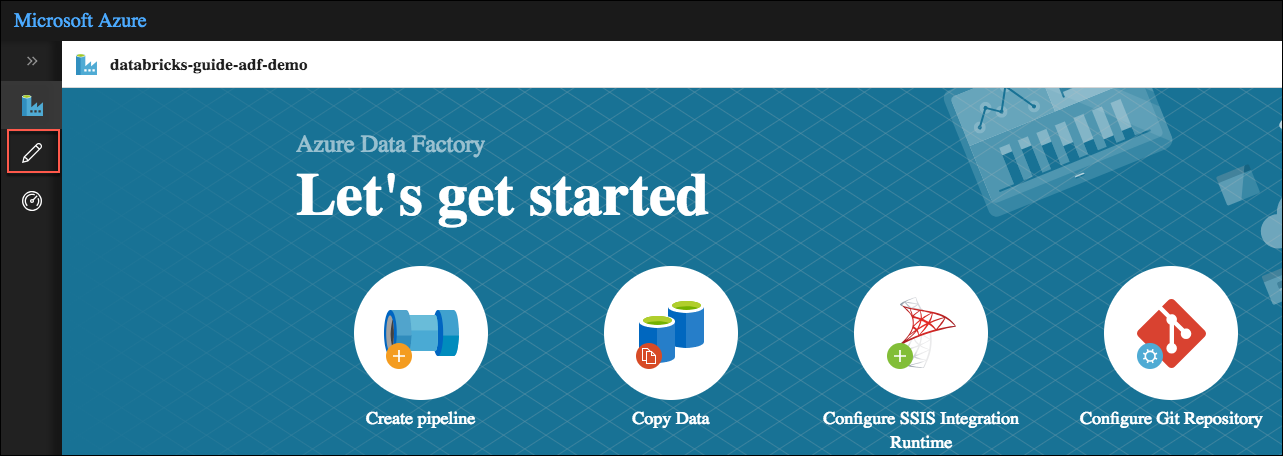 Microsoft Azure
databricks-guide-adf-demo
Azure Data Factory
Let's get started
Create pipeline
Copy Data
Configure SSIS Integration
Runtime
Configure Git Repository